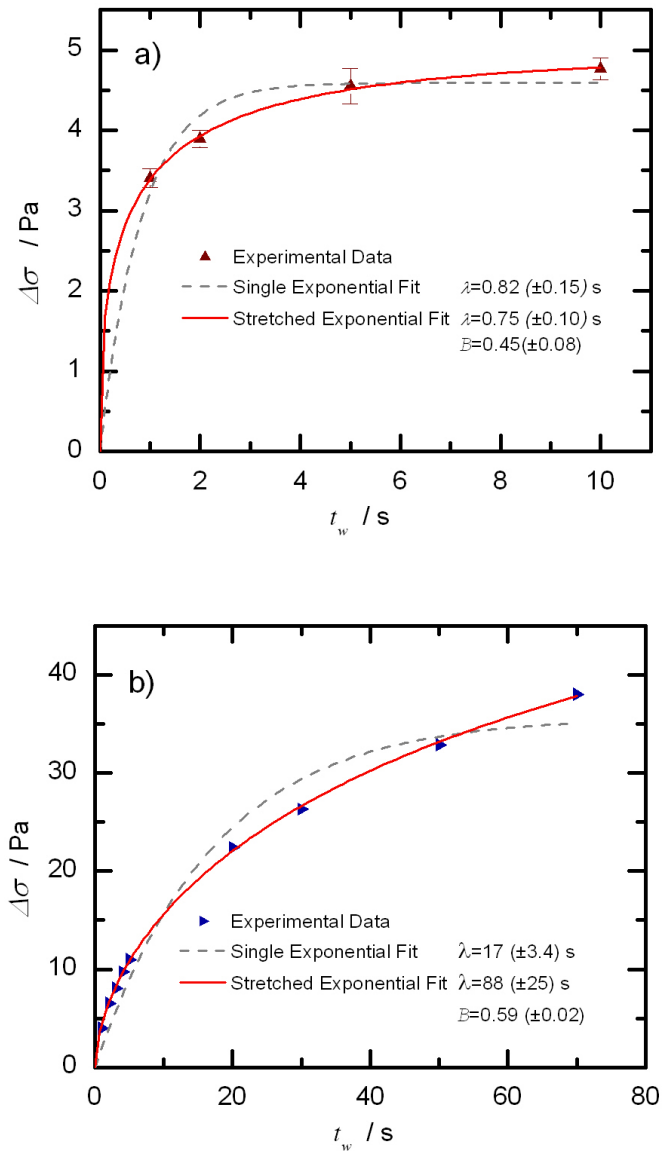 a)
5
4
3
2
1
0
Δσ / Pa
▲ Experimental Data
Single Exponential Fit λ=0.82 (±0.15) s
Stretched Exponential Fit λ=0.75 (±0.10) s
B=0.45(±0.08)
0 2 4 6 8 10
t_w / s
b)
40
30
20
10
0
Δσ / Pa
Experimental Data
Single Exponential Fit λ=17 (±3.4) s
Stretched Exponential Fit λ=88 (±25) s
B=0.59 (±0.02)
0 20 40 60 80
t_w / s